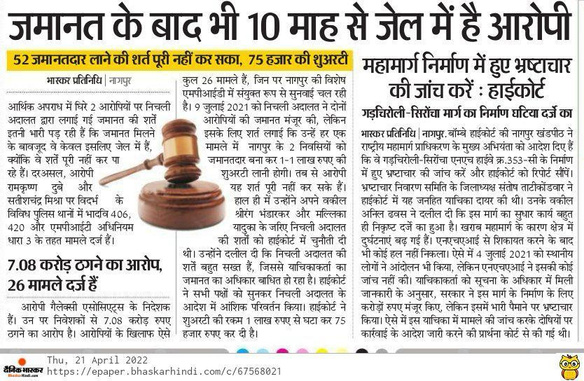 जमानत के बाद भी 10 माह से जेल में है आरोपी
52 जमानतदार लाने की शर्त पूरी नहीं कर सका, 75 हजार की शुअरटी
भास्कर प्रतिनिधि | नागपुर
आर्थिक अपराध में घिरे 2 आरोपियों पर निचली
अदालत द्वारा लगाई गई जमानत की शर्तें
इतनी भारी पड़ रही हैं कि जमानत मिलने
के बावजूद वे केवल इसलिए जेल में हैं,
क्योंकि वे शर्तें पूरी नहीं कर पा
रहे हैं। दरअसल, आरोपी
रामकृष्ण दुबे और
सतीशचंद्र मिश्रा पर विदर्भ के
विविध पुलिस थानों में भादवि 406,
420 और एमपीआईटी अधिनियम
धारा 3 के तहत मामले दर्ज हैं।
7.08 करोड़ ठगने का आरोप,
26 मामले दर्ज हैं
आरोपी गैलेक्सी एसोसिएट्स के निदेशक
हैं। उन पर निवेशकों से 7.08 करोड़ रुपए
ठगने का आरोप है। आरोपियों के खिलाफ ऐसे
कुल 26 मामले हैं, जिन पर नागपुर की विशेष
एमपीआईडी में संयुक्त रूप से सुनवाई चल रही
है। 9 जुलाई 2021 को निचली अदालत ने दोनों
आरोपियों की जमानत मंजूर की, लेकिन
इसके लिए शर्त लगाई कि उन्हें हर एक
मामले में नागपुर के 2 निवसियों को
जमानतदार बना कर 1-1 लाख रुपए की
शुअरटी लानी होगी। तब से आरोपी
यह शर्त पूरी नहीं कर सके हैं।
हाल ही में उन्होंने अपने वकील
श्रीरंग भंडारकर और मल्लिका
यादुका के जरिए निचली अदालत
की शर्तों को हाईकोर्ट में चुनौती दी
थी। उन्होंने दलील दी कि निचली अदालत की
शर्तें बहुत सख्त हैं, जिससे याचिकाकर्ता का
जमानत का अधिकार बाधित हो रहा है। हाईकोर्ट
ने सभी पक्षों को सुनकर निचली अदालत के
आदेश में आंशिक परिवर्तन किया। हाईकोर्ट ने
शुअरटी की रकम 1 लाख रुपए से घटा कर 75
हजार रुपए कर दी है।
महामार्ग निर्माण में हुए भ्रष्टाचार
की जांच करें : हाईकोर्ट
गड़चिरोली-सिरोंचा मार्ग का निर्माण घटिया दर्जे का
भास्कर प्रतिनिधि | नागपुर. बॉम्बे हाईकोर्ट की नागपुर खंडपीठ ने
राष्ट्रीय महामार्ग प्राधिकरण के मुख्य अभियंता को आदेश दिए हैं
कि वे गड़चिरोली-सिरोंचा एनएच हाईवे क्र.353-सी के निर्माण
में हुए भ्रष्टाचार की जांच करें और हाईकोर्ट को रिपोर्ट सौंपें।
भ्रष्टाचार निवारण समिति के जिलाध्यक्ष संतोष ताटीकोंडवार ने
हाईकोर्ट में यह जनहित याचिका दायर की थी। उनके वकील
अनिल ढवस ने दलील दी कि इस मार्ग का सुधार कार्य बहुत
ही निकृष्ट दर्जे का हुआ है। खराब महामार्ग के कारण क्षेत्र में
दुर्घटनाएं बढ़ गई हैं। एनएचएआई से शिकायत करने के बाद
भी कोई हल नहीं निकला। ऐसे में 4 जुलाई 2021 को स्थानीय
लोगों ने आंदोलन भी किया, लेकिन एनएचएआई ने इसकी कोई
जांच नहीं की। याचिकाकर्ता को सूचना के अधिकार में मिली
जानकारी के अनुसार, सरकार ने इस मार्ग के निर्माण के लिए
करोड़ों रुपए मंजूर किए, लेकिन इसमें भारी पैमाने पर भ्रष्टाचार
किया। ऐसे में इस याचिका में मामले की जांच करके दोषियों पर
कार्रवाई के आदेश जारी करने की प्रार्थना कोर्ट से की गई थी।
दैनिक भास्कर
Thu, 21 April 2022
https://epaper.bhaskarhindi.com/c/67568021